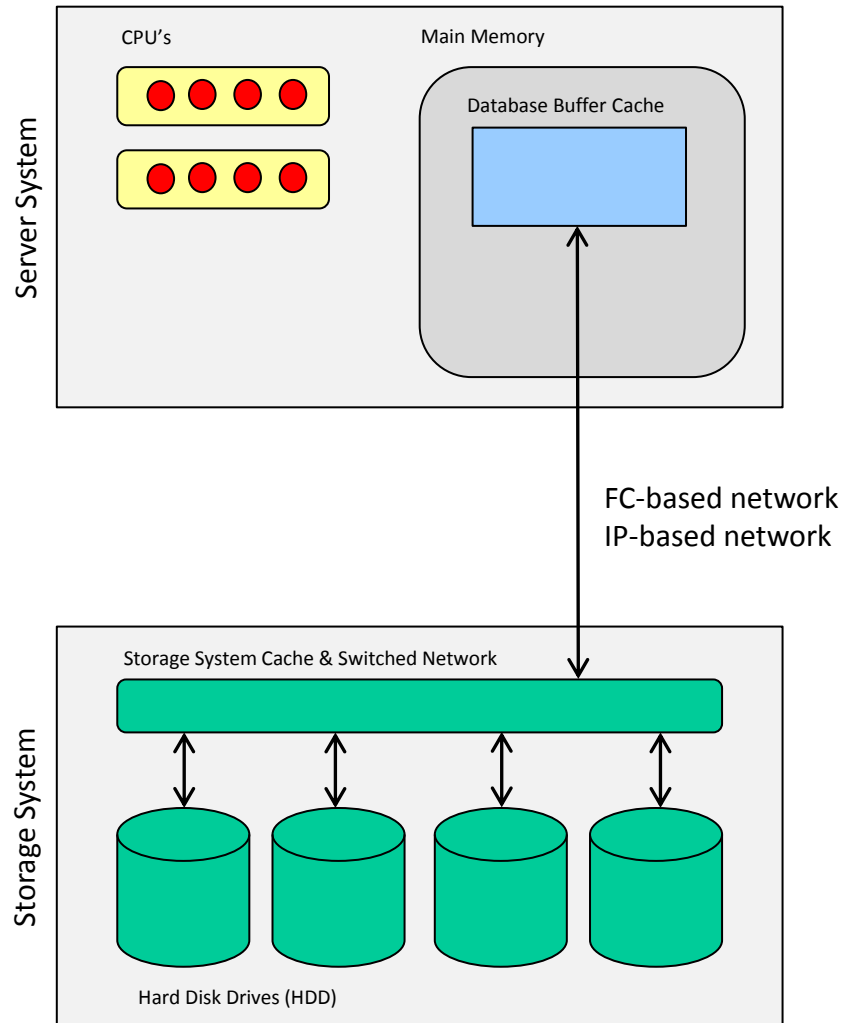 Server System
CPU's
Main Memory
Database Buffer Cache
FC-based network
IP-based network
Storage System
Storage System Cache & Switched Network
Hard Disk Drives (HDD)